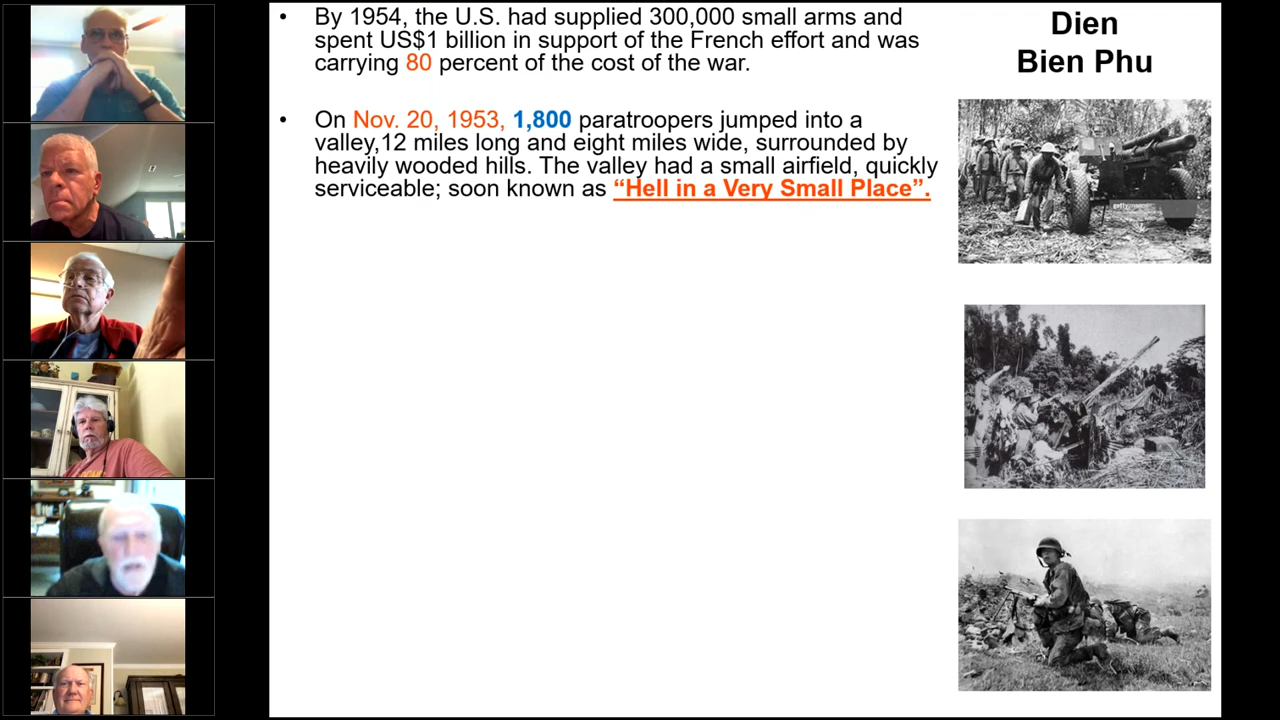 • By 1954, the U.S. had supplied 300,000 small arms and
spent US$1 billion in support of the French effort and was
carrying 80 percent of the cost of the war.
• On Nov. 20, 1953, 1,800 paratroopers jumped into a
valley,12 miles long and eight miles wide, surrounded by
heavily wooded hills. The valley had a small airfield, quickly
serviceable; soon known as “Hell in a Very Small Place”.
Dien
Bien Phu